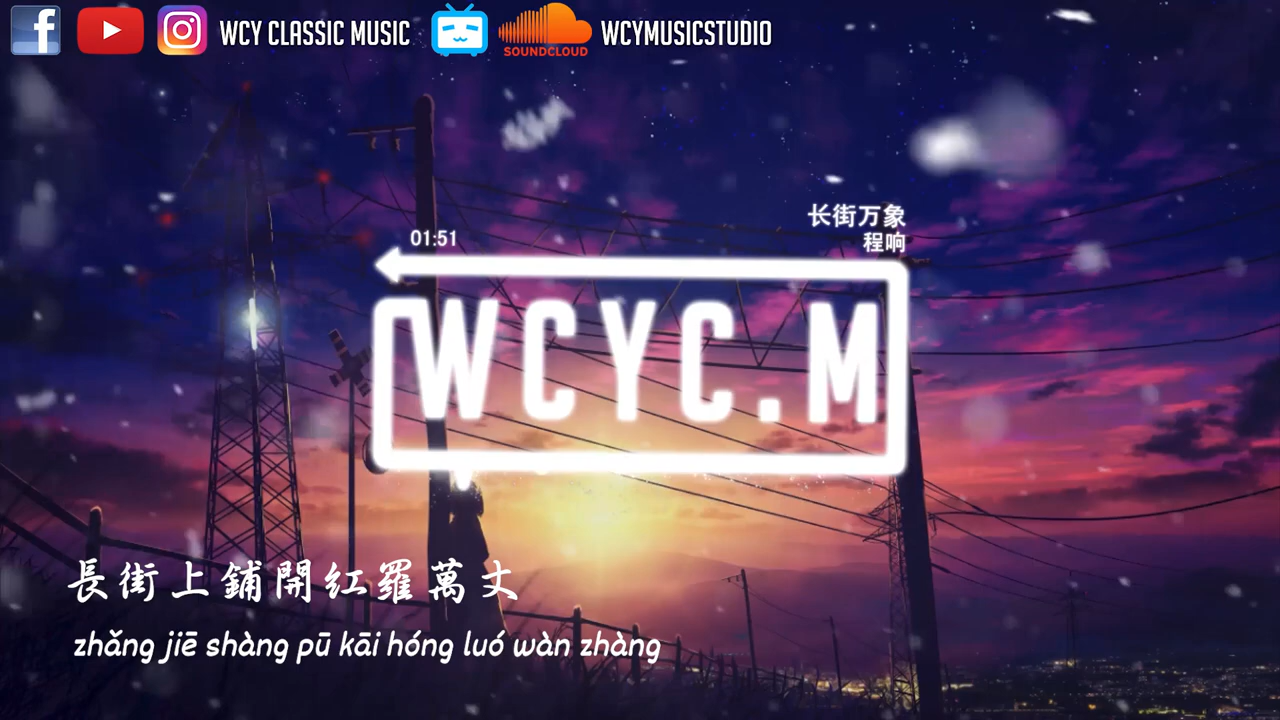 WCY CLASSIC MUSIC
SOUNDCLOUD
WCYMUSICSTUDIO
长街万象
程响
01:51
WCYC.M
長街上鋪開紅羅萬丈
zhǎng jiē shàng pū kāi hóng luó wàn zhàng